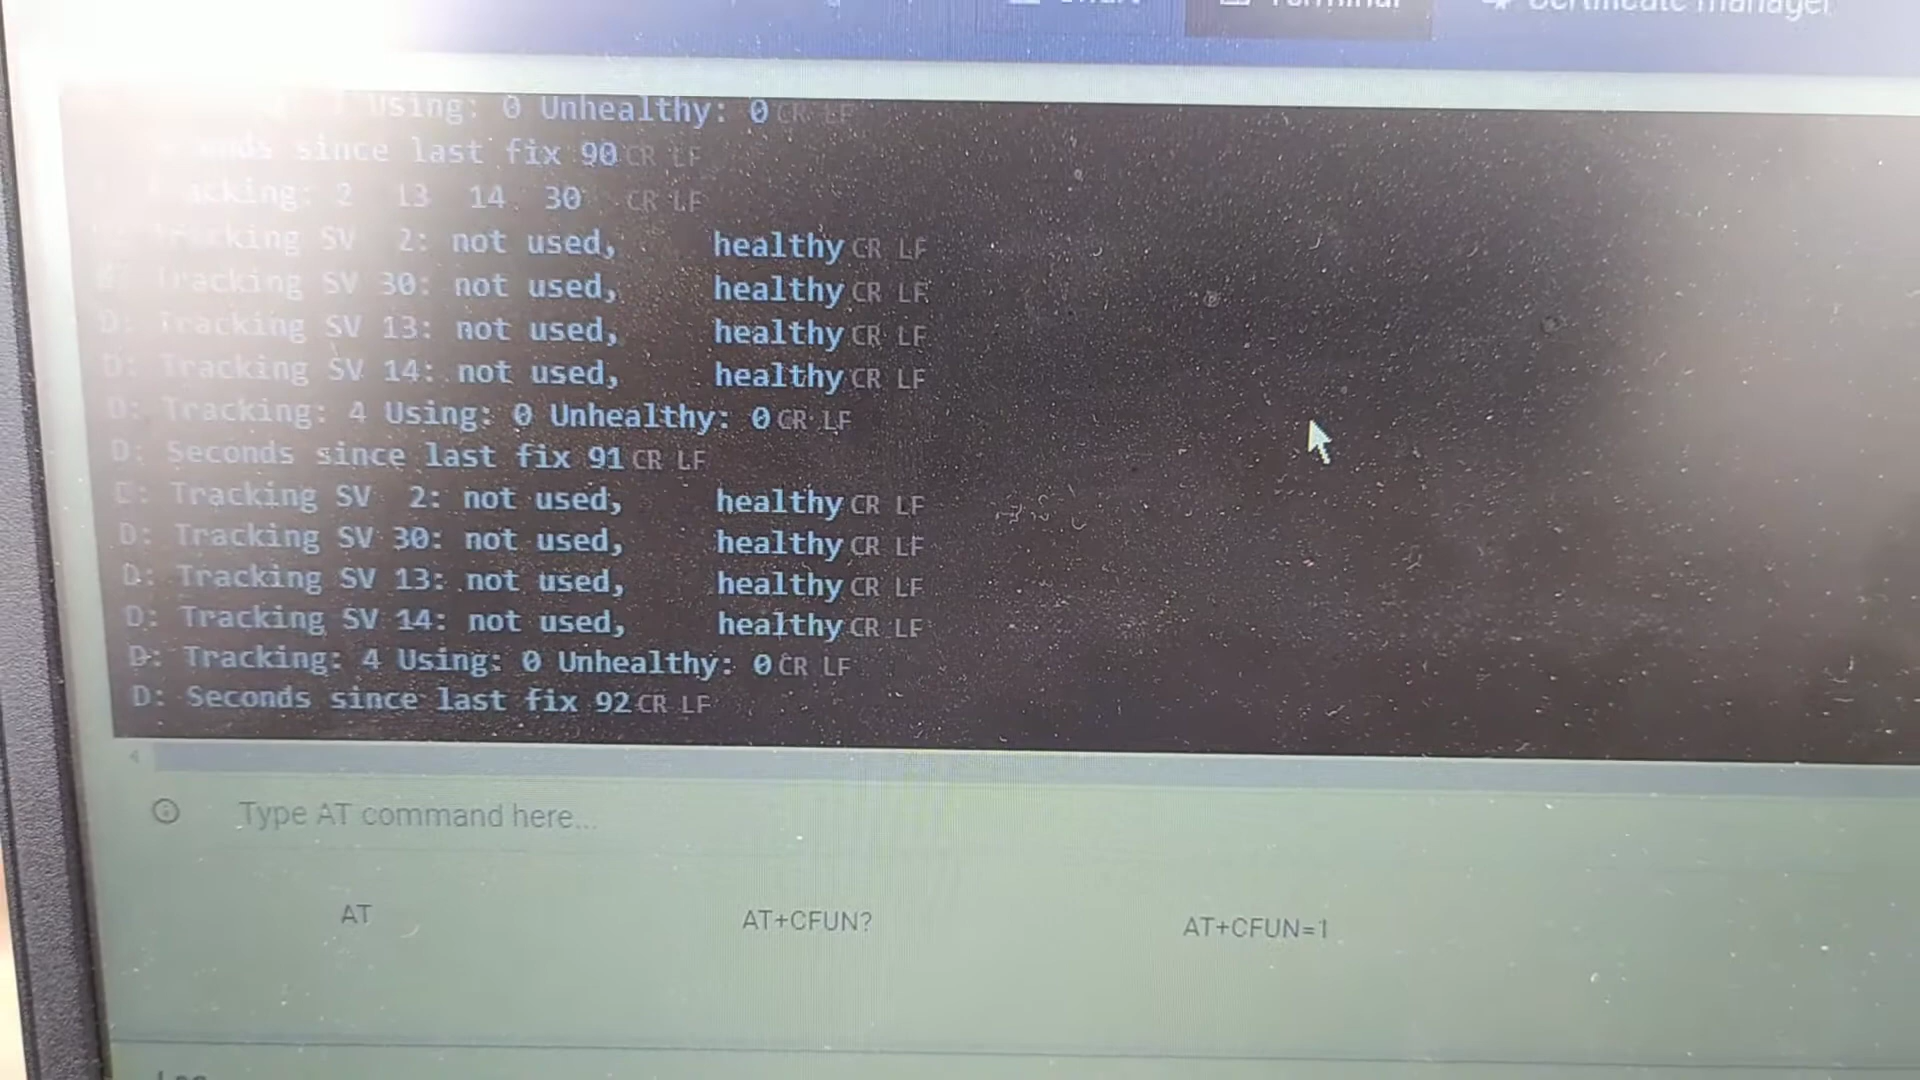 Terminal Certificate manager
Using: 0 Unhealthy: 0 CR LF
since last fix 90 CR LF
2 13 14 30 CR LF
Tracking SV 2: not used, healthy CR LF
Tracking SV 30: not used, healthy CR LF
D: Tracking SV 13: not used, healthy CR LF
D: Tracking SV 14: not used, healthy CR LF
D: Tracking: 4 Using: 0 Unhealthy: 0 CR LF
D: Seconds since last fix 91 CR LF
D: Tracking SV 2: not used, healthy CR LF
D: Tracking SV 30: not used, healthy CR LF
D: Tracking SV 13: not used, healthy CR LF
D: Tracking SV 14: not used, healthy CR LF
D: Tracking: 4 Using: 0 Unhealthy: 0 CR LF
D: Seconds since last fix 92 CR LF
Type AT command here...
AT AT+CFUN? AT+CFUN=1